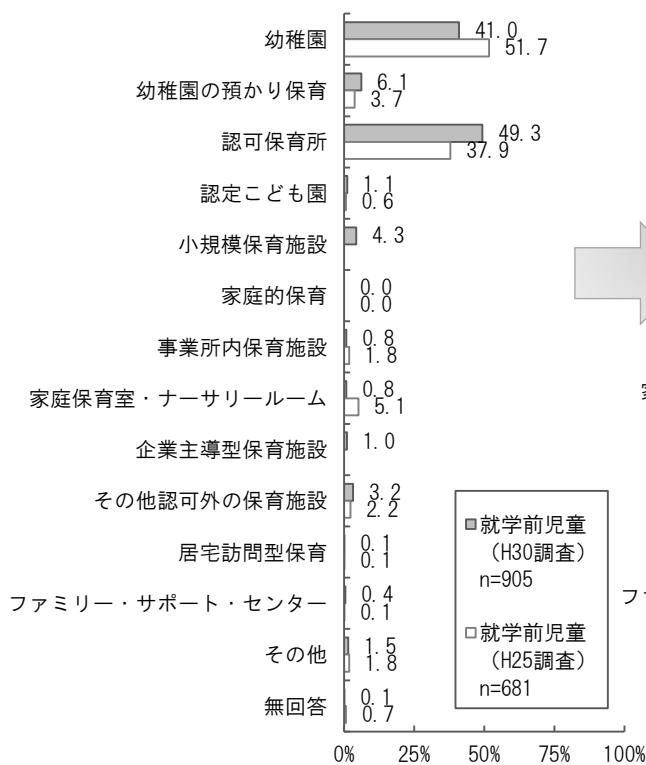 幼稚園
41.0
51.7
幼稚園の預かり保育
6.1
3.7
認可保育所
49.3
37.9
認定こども園
1.1
0.6
小規模保育施設
4.3
家庭的保育
0.0
0.0
事業所内保育施設
0.8
1.8
家庭保育室・ナーサリールーム
0.8
5.1
企業主導型保育施設
1.0
その他認可外の保育施設
3.2
2.2
居宅訪問型保育
0.1
0.1
ファミリー・サポート・センター
0.4
0.1
その他
1.5
1.8
無回答
0.1
0.7
0% 25% 50% 75% 100%
就学前児童
（H30調査）
n=905
就学前児童
（H25調査）
n=681